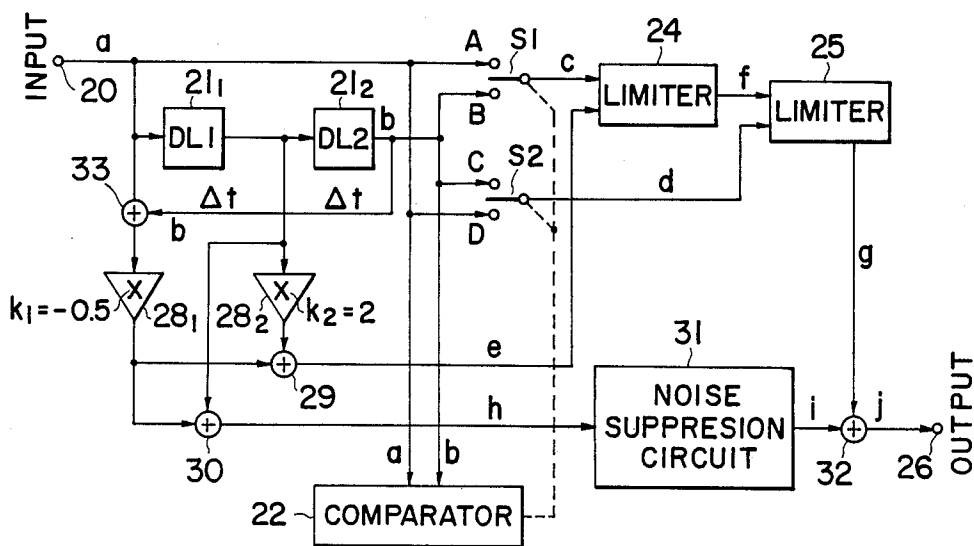 INPUT
a
20
21₁
DL1
21₂
DL2
b
A
S1
c
B
24
LIMITER
f
25
LIMITER
C
S2
d
D
33
Δt
Δt
b
g
k₁=-0.5
X
28₁
X
28₂
k₂=2
e
29
h
30
31
NOISE
SUPPRESION
CIRCUIT
i
j
32
26
OUTPUT
a
b
22
COMPARATOR